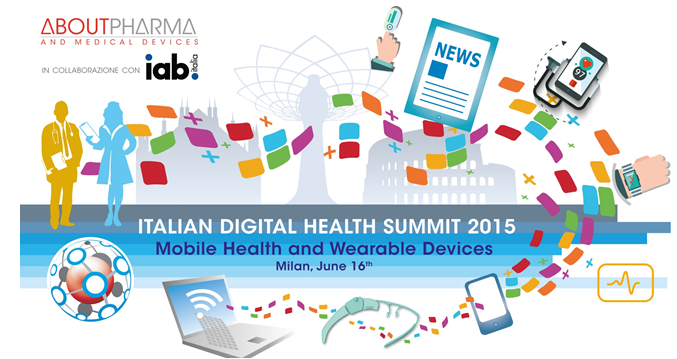 ABOUTPHARMA
AND MEDICAL DEVICES
IN COLLABORAZIONE CON iab: italia
NEWS
97
ITALIAN DIGITAL HEALTH SUMMIT 2015
Mobile Health and Wearable Devices
Milan, June 16th